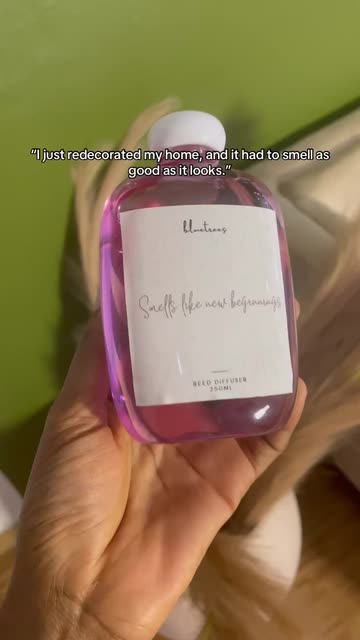 "I just redecorated my home, and it had to smell as
good as it looks."
Smells like new beginnings
REED DIFFUSER
250ML